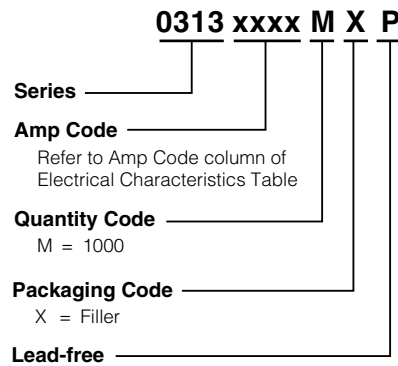 0313 xxxx M X P
Series
Amp Code
Refer to Amp Code column of
Electrical Characteristics Table
Quantity Code
M = 1000
Packaging Code
X = Filler
Lead-free